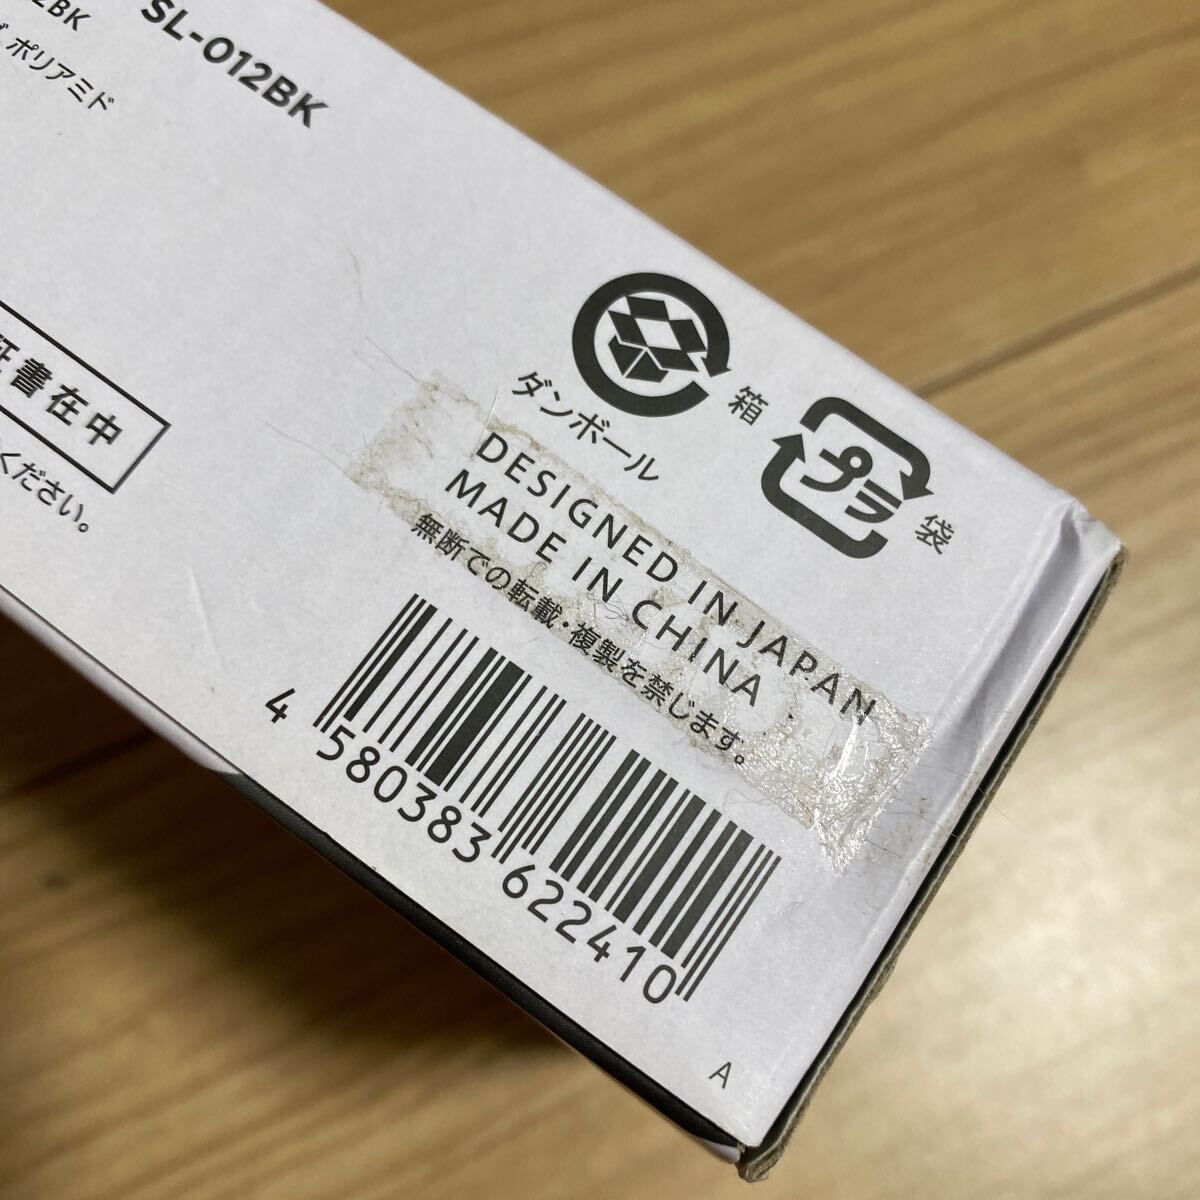 2BK
SL-012BK
ポリアミド
証書在中
ください。
ダンボール
箱
プラ
袋
DESIGNED IN JAPAN
MADE IN CHINA
無断での転載・複製を禁じます。
4 580383 622410
A